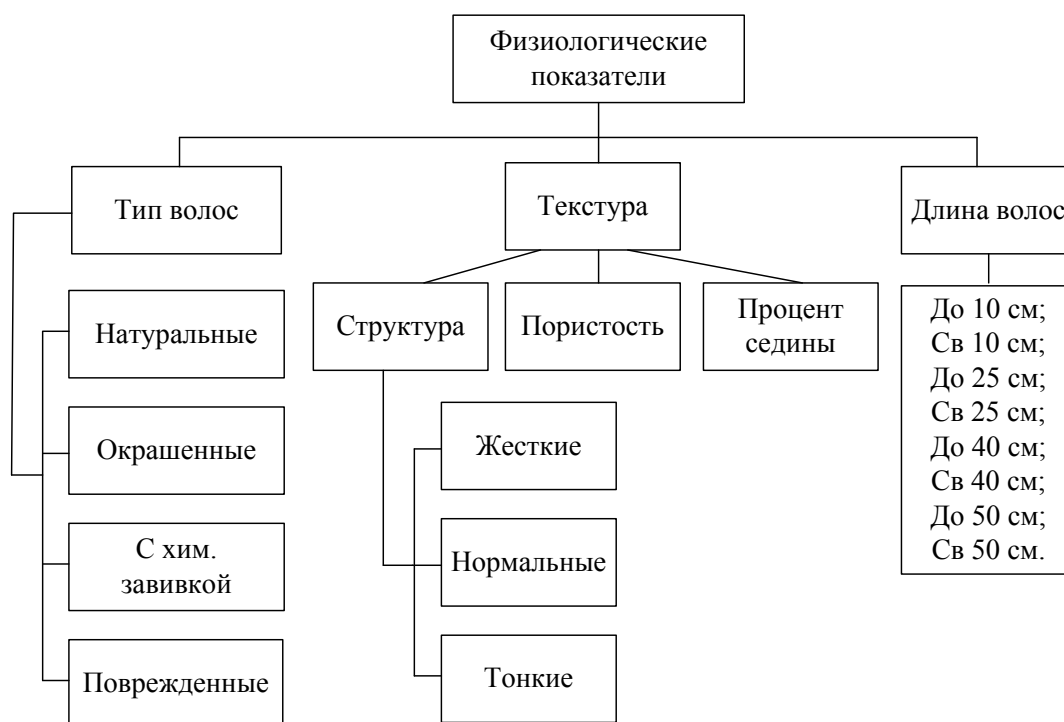 Физиологические
показатели
Тип волос
Текстура
Длина волос
Натуральные
Окрашенные
С хим.
завивкой
Поврежденные
Структура
Пористость
Процент
седины
Жесткие
Нормальные
Тонкие
До 10 см;
Св 10 см;
До 25 см;
Св 25 см;
До 40 см;
Св 40 см;
До 50 см;
Св 50 см.